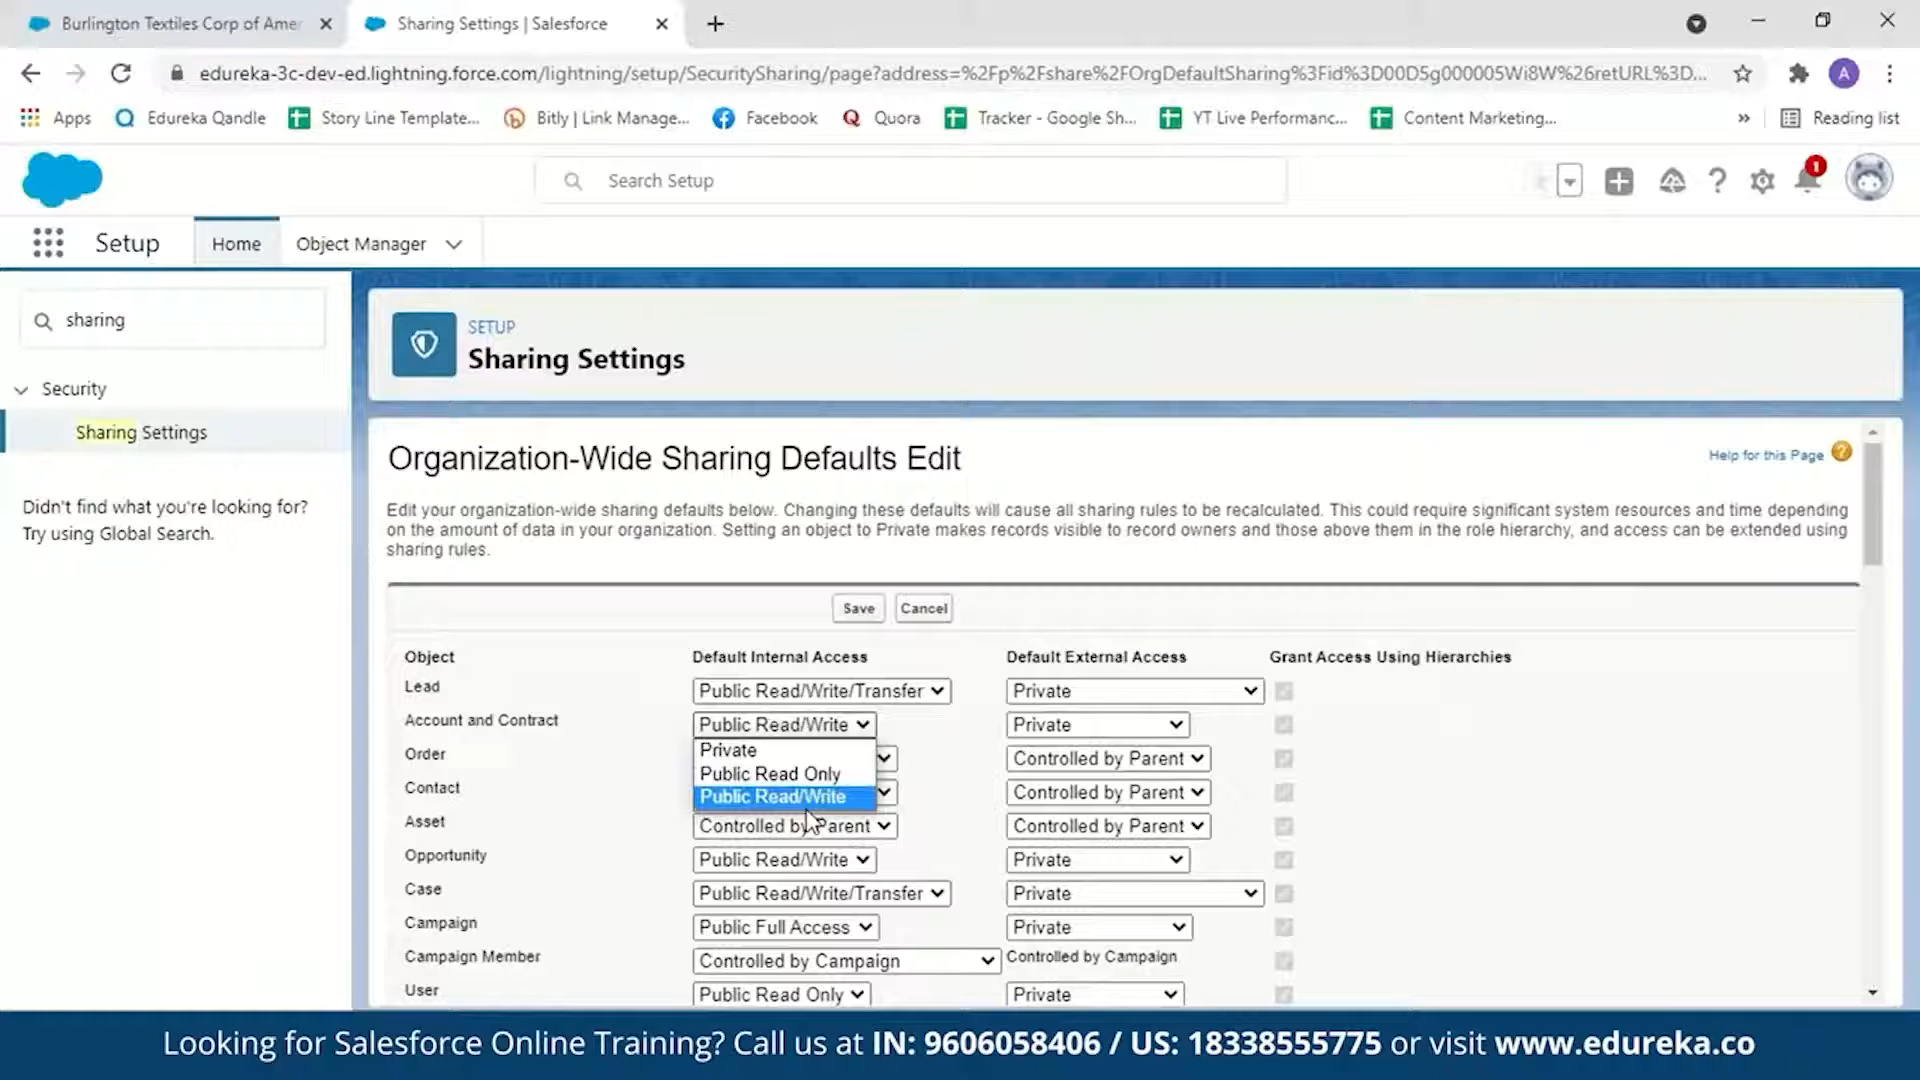 Burlington Textiles Corp of Amer
Sharing Settings | Salesforce
edureka-3c-dev-ed.lightning.force.com/lightning/setup/SecuritySharing/page?address=%2Fp%2Fshare%2FOrgDefaultSharing%3Fid%3D00D5g000005Wi8W%26retURL%3D...
A
Apps
Edureka Qandle
Story Line Template...
Bitly | Link Manage...
Facebook
Quora
Tracker - Google Sh...
YT Live Performanc...
Content Marketing...
»
Reading list
Search Setup
1
Setup
Home
Object Manager
sharing
Security
Sharing Settings
Didn't find what you're looking for?
Try using Global Search.
SETUP
Sharing Settings
Organization-Wide Sharing Defaults Edit
Help for this Page ?
Edit your organization-wide sharing defaults below. Changing these defaults will cause all sharing rules to be recalculated. This could require significant system resources and time depending
on the amount of data in your organization. Setting an object to Private makes records visible to record owners and those above them in the role hierarchy, and access can be extended using
sharing rules.
Save Cancel
Object Default Internal Access Default External Access Grant Access Using Hierarchies
Lead Public Read/Write/Transfer Private
Account and Contract Public Read/Write Private
Private
Public Read Only
Public Read/Write
Order Controlled by Parent
Contact Controlled by Parent
Asset Controlled by Parent Controlled by Parent
Opportunity Public Read/Write Private
Case Public Read/Write/Transfer Private
Campaign Public Full Access Private
Campaign Member Controlled by Campaign Controlled by Campaign
User Public Read Only Private
Looking for Salesforce Online Training? Call us at IN: 9606058406 / US: 18338555775 or visit www.edureka.co